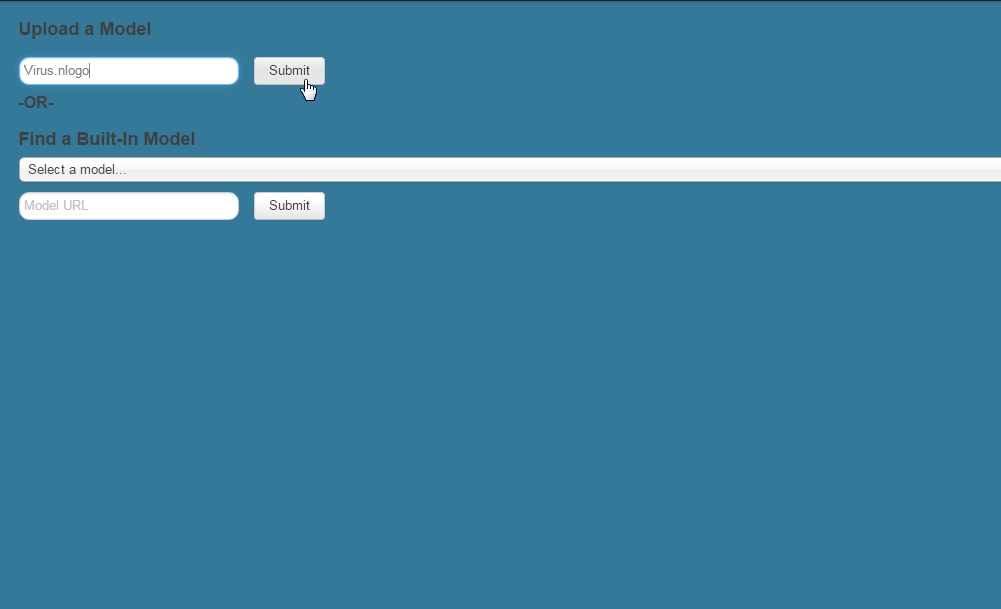 Upload a Model
Virus.nlogo Submit
-OR-
Find a Built-In Model
Select a model...
Model URL Submit